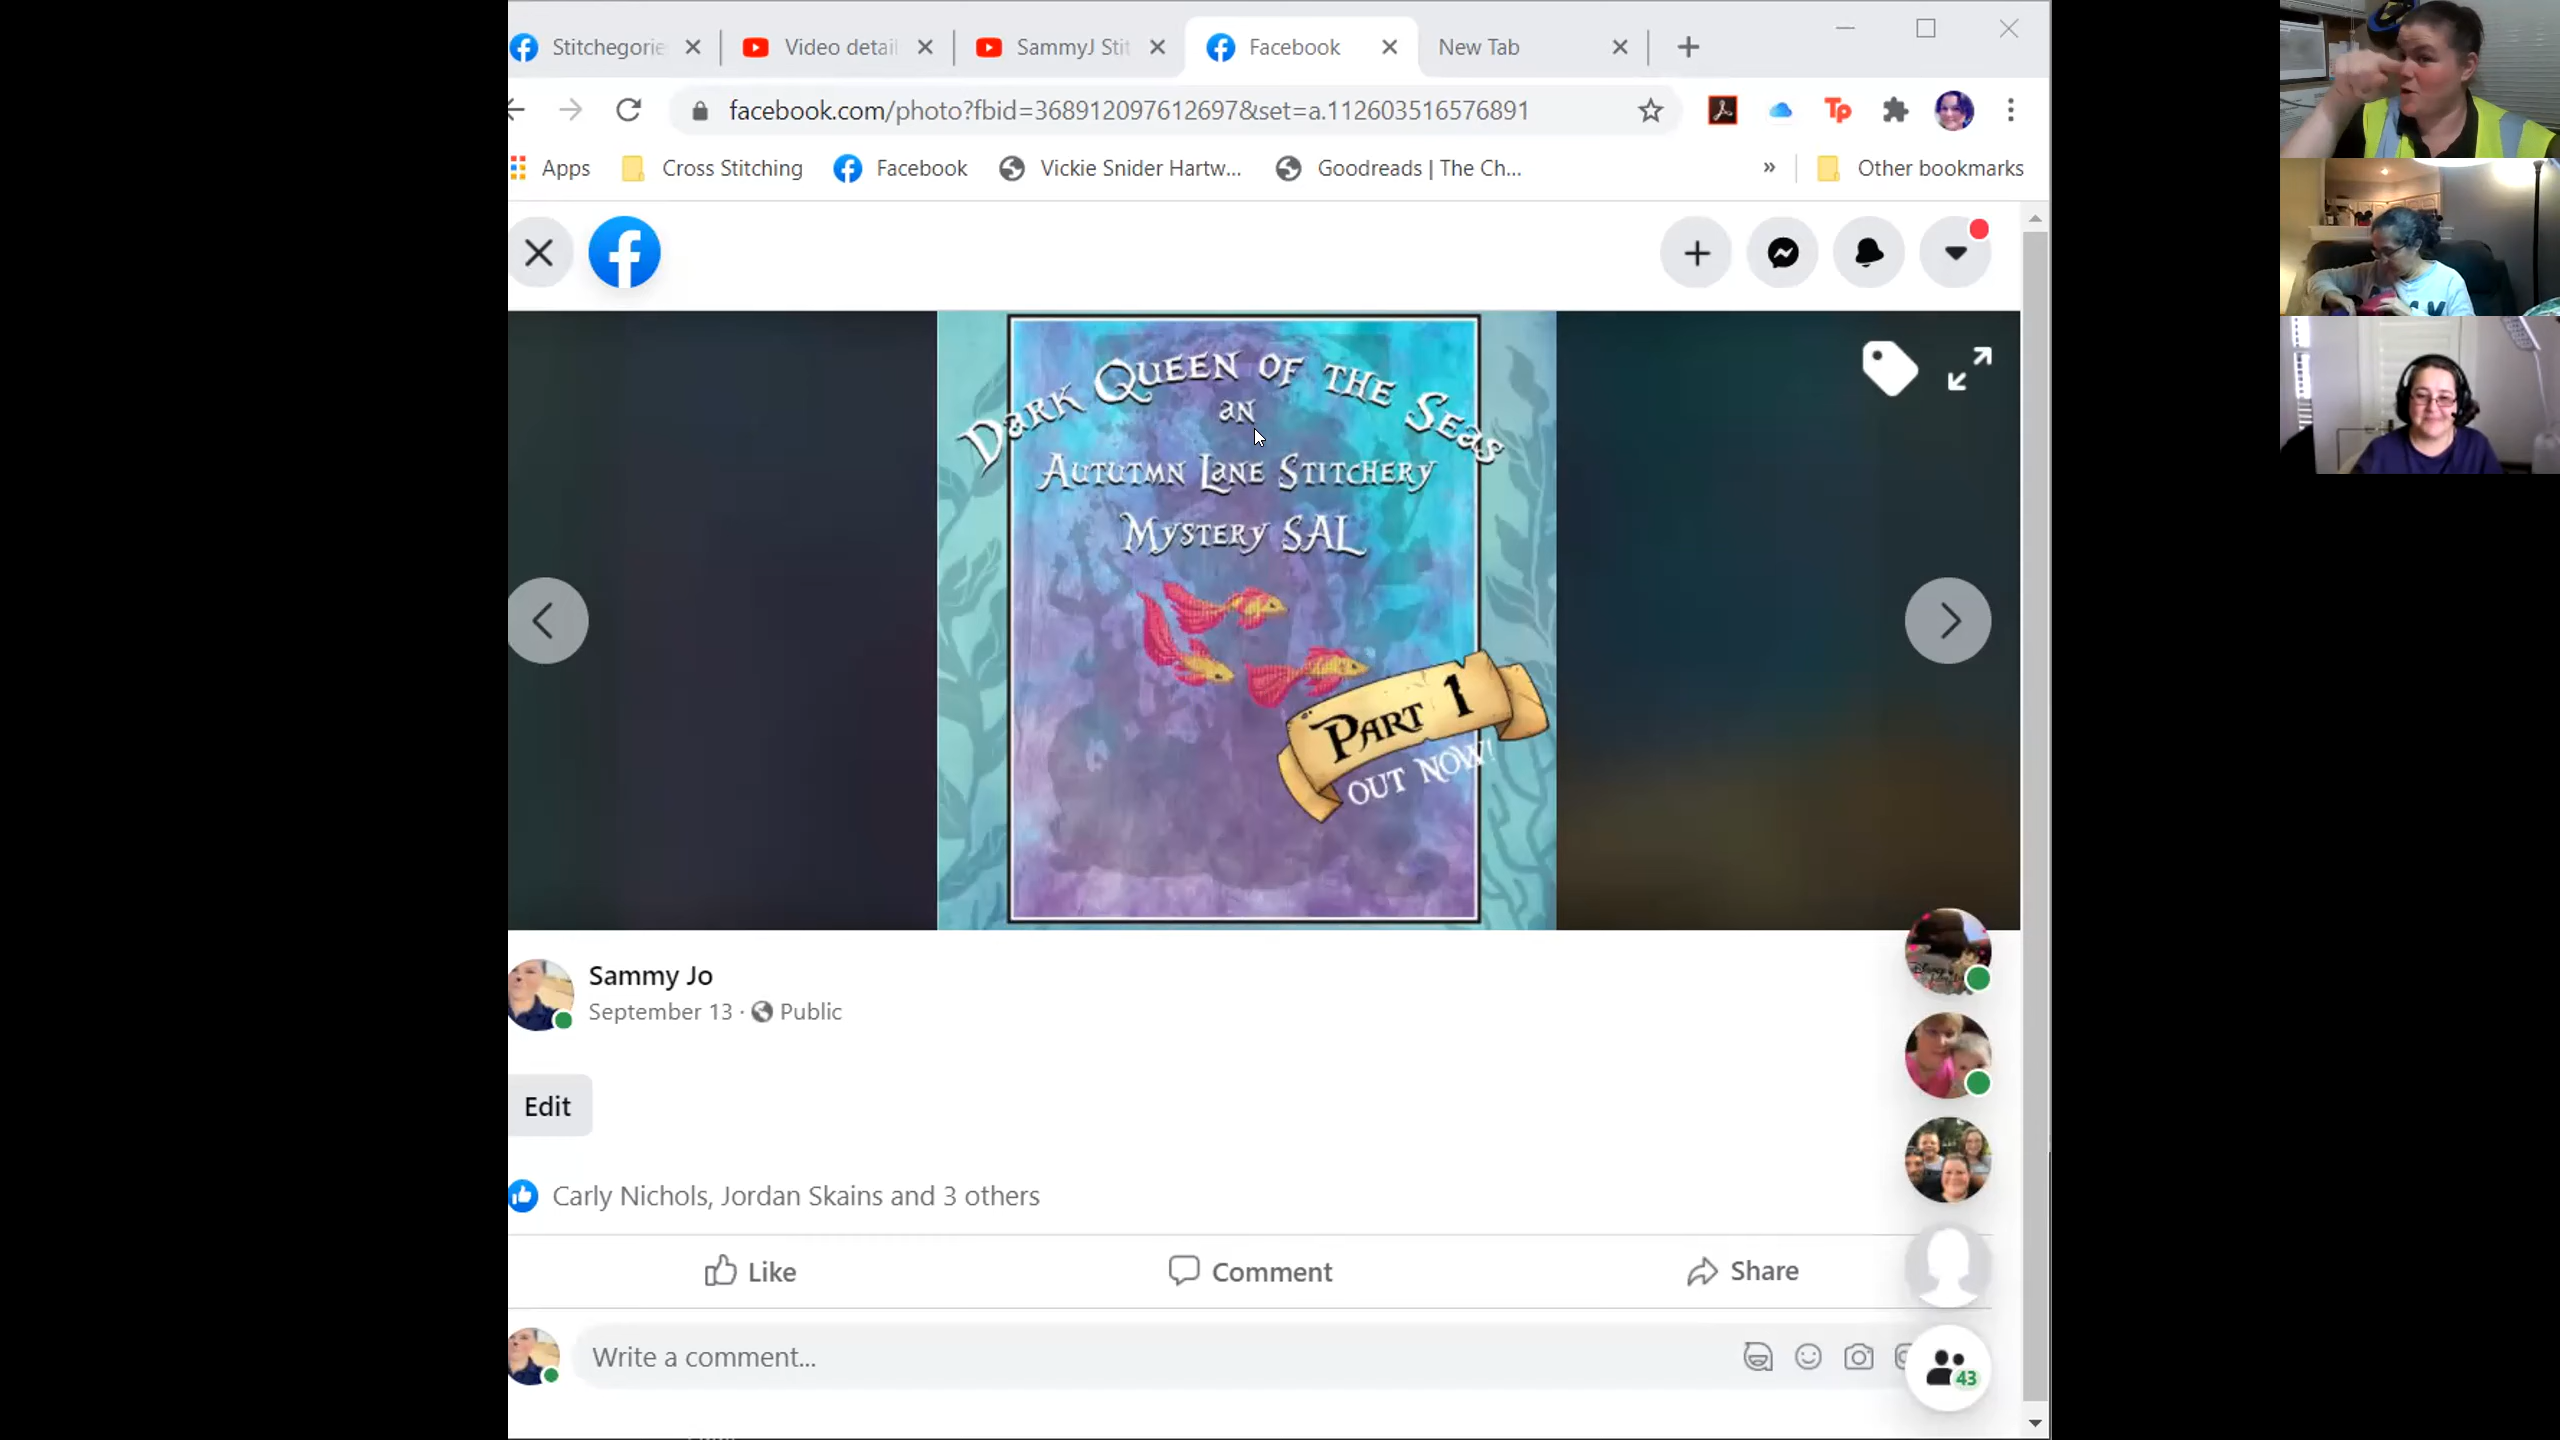 Stitchegorie
Video detail
SammyJ Stit
Facebook
New Tab
facebook.com/photo?fbid=368912097612697&set=a.112603516576891
Apps
Cross Stitching
Facebook
Vickie Snider Hartw...
Goodreads | The Ch...
»
Other bookmarks
Dark Queen of the Seas
an
Aututmn Lane Stitchery
Mystery SAL
Part 1
OUT NOW!
Sammy Jo
September 13 · Public
Edit
Carly Nichols, Jordan Skains and 3 others
Like
Comment
Share
Write a comment...
43